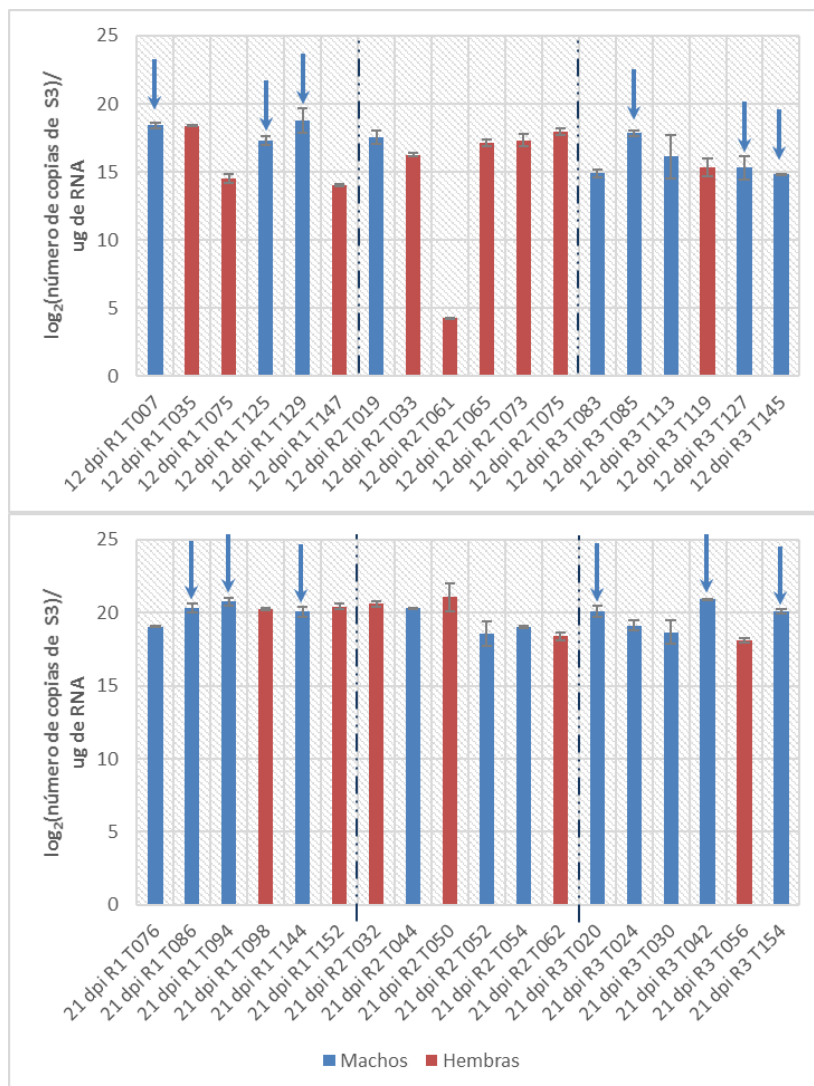 log₂(número de copias de S3)/
ug de RNA
25
20
15
10
5
0
12 dpi R1 T007
12 dpi R1 T035
12 dpi R1 T075
12 dpi R1 T125
12 dpi R1 T129
12 dpi R1 T147
12 dpi R2 T019
12 dpi R2 T033
12 dpi R2 T061
12 dpi R2 T065
12 dpi R2 T073
12 dpi R2 T075
12 dpi R3 T083
12 dpi R3 T085
12 dpi R3 T113
12 dpi R3 T119
12 dpi R3 T127
12 dpi R3 T145
log₂(número de copias de S3)/
ug de RNA
25
20
15
10
5
0
21 dpi R1 T076
21 dpi R1 T086
21 dpi R1 T094
21 dpi R1 T098
21 dpi R1 T144
21 dpi R1 T152
21 dpi R2 T032
21 dpi R2 T044
21 dpi R2 T050
21 dpi R2 T052
21 dpi R2 T054
21 dpi R2 T062
21 dpi R3 T020
21 dpi R3 T024
21 dpi R3 T030
21 dpi R3 T042
21 dpi R3 T056
21 dpi R3 T154
Machos Hembras